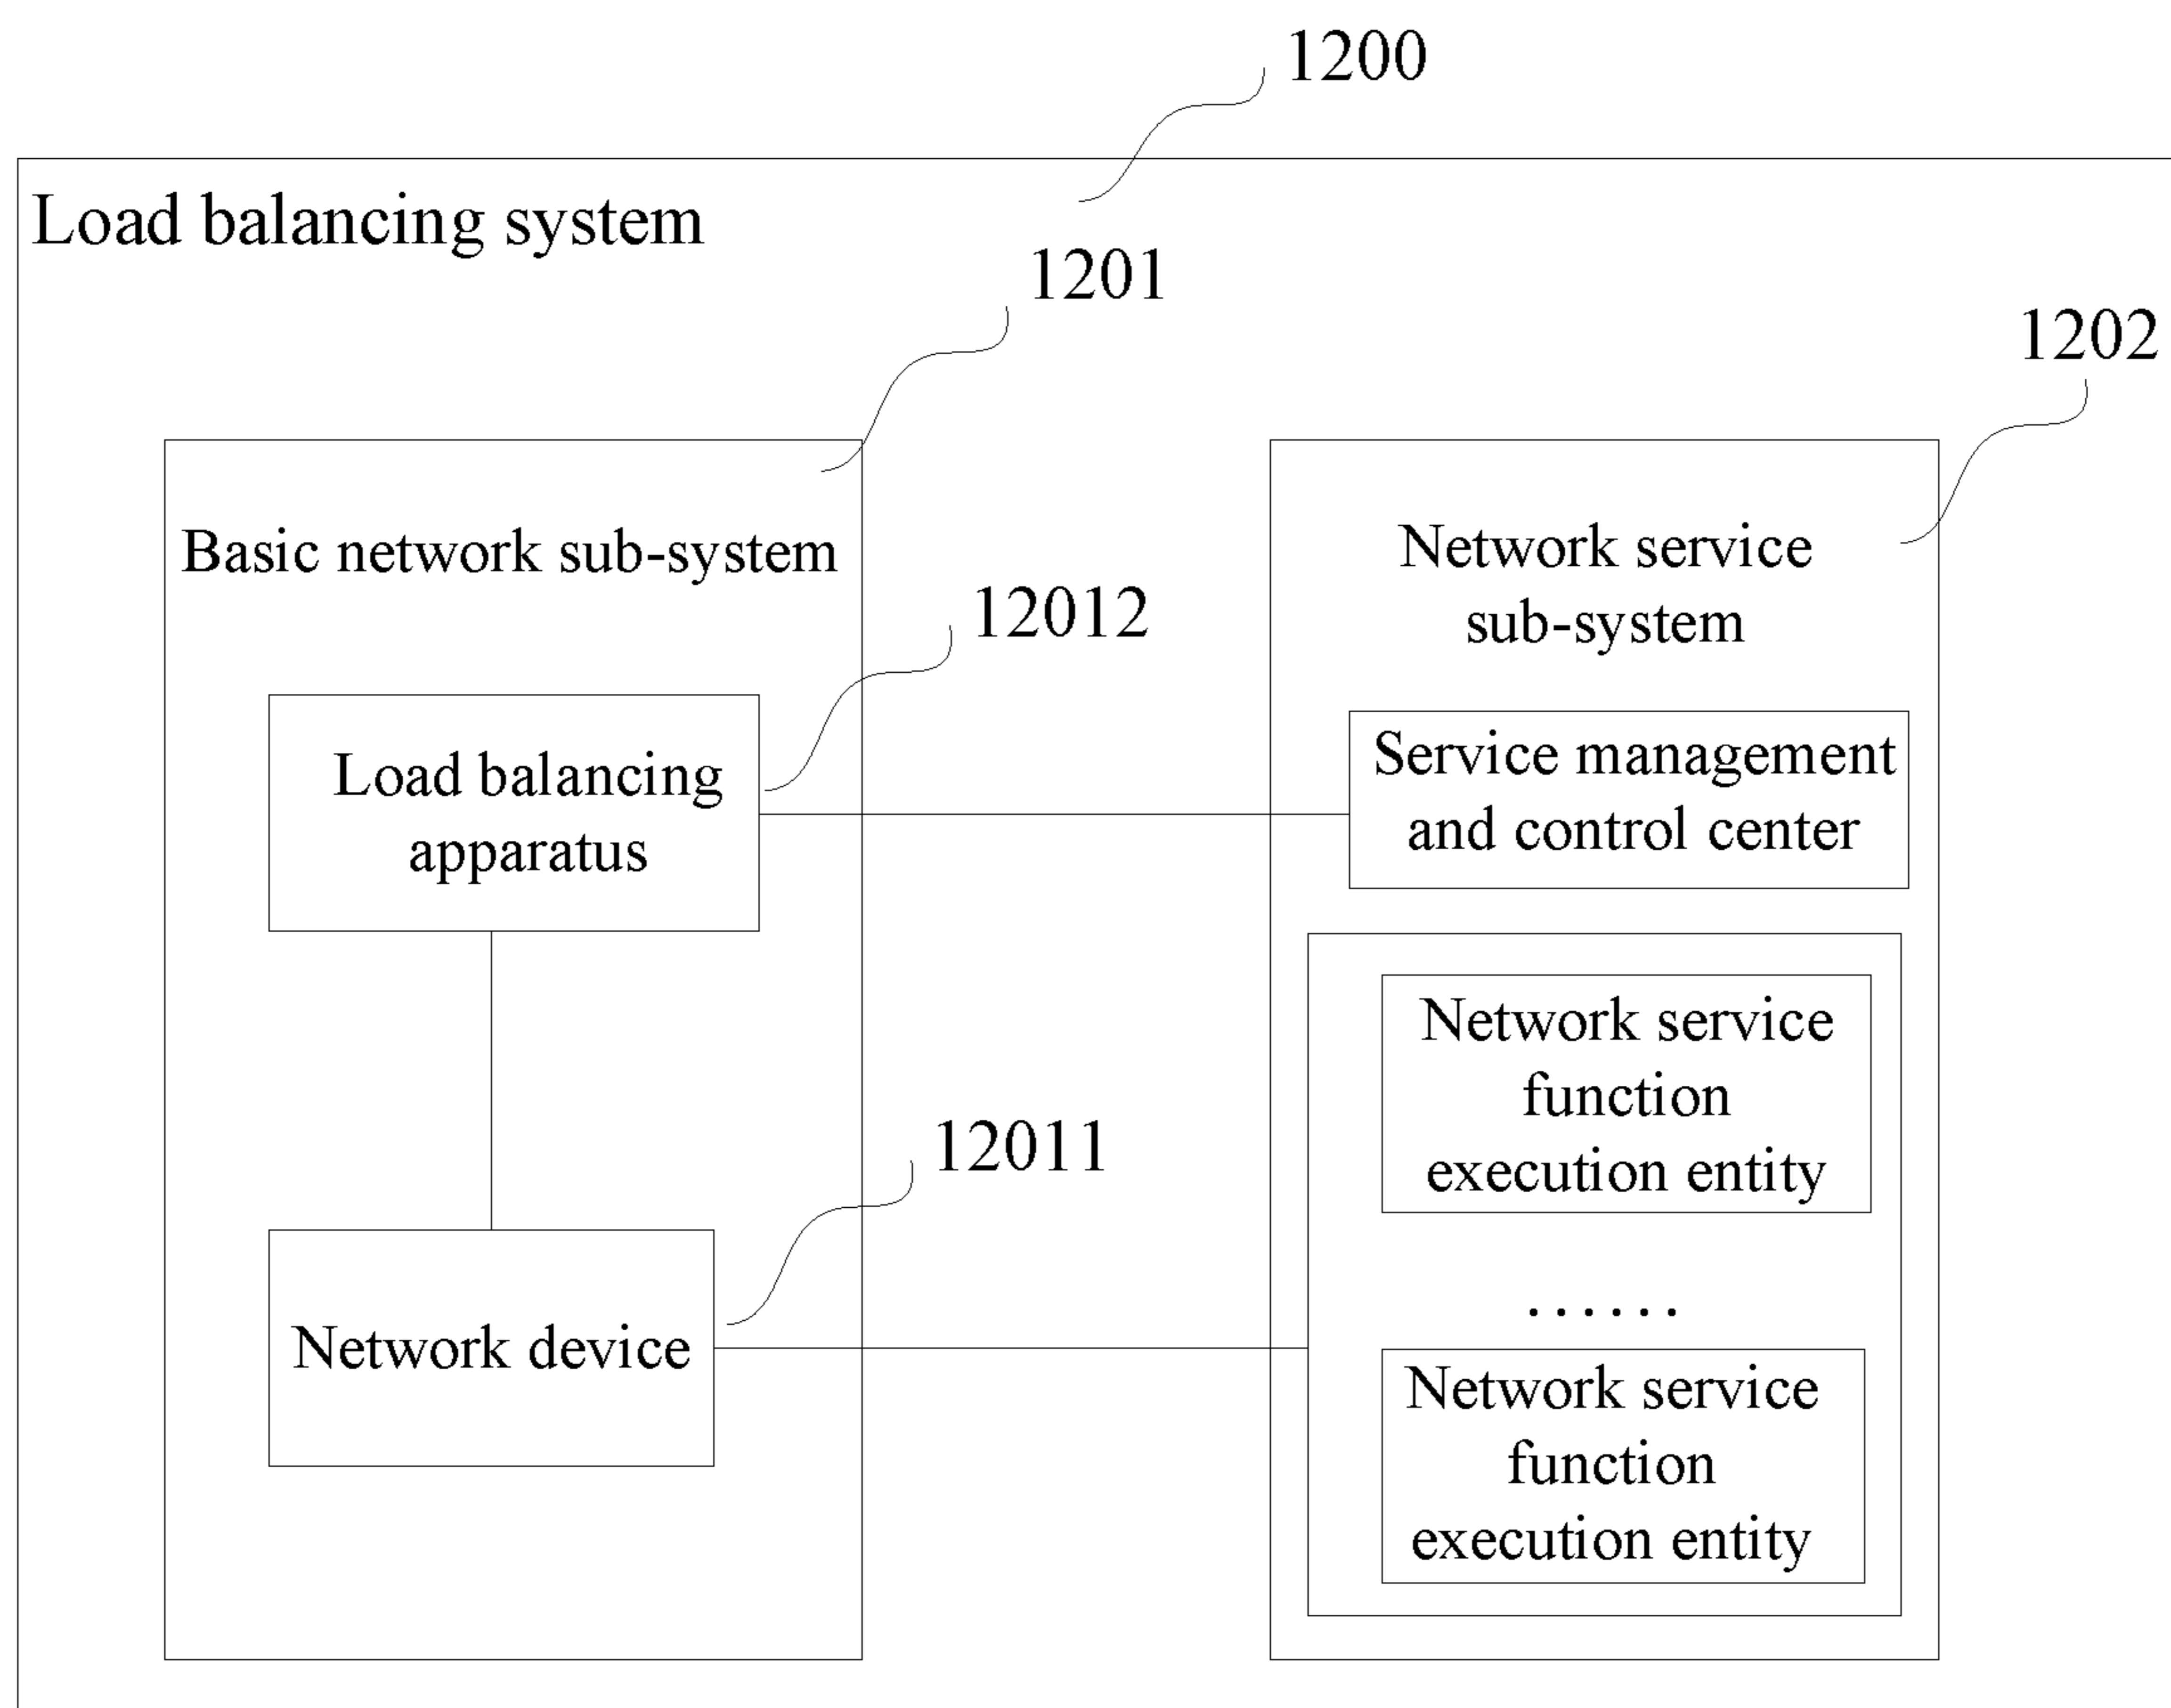 1200
Load balancing system
1201
1202
Basic network sub-system
Network service
sub-system
12012
Load balancing
apparatus
Service management
and control center
Network service
function
execution entity
12011
Network device
......
Network service
function
execution entity